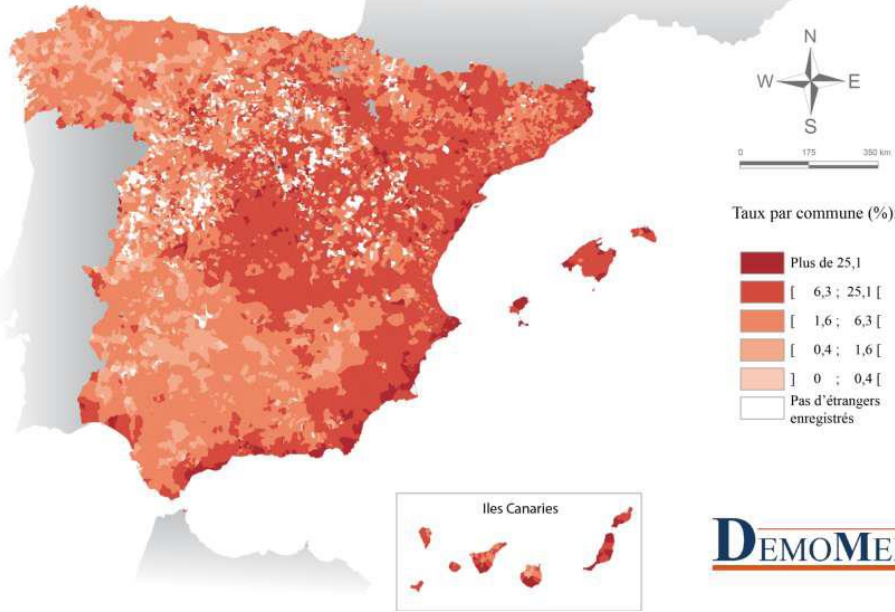 N
W E
S
0 175 350 km
Taux par commune (%)
Plus de 25,1
[ 6,3 ; 25,1 [
[ 1,6 ; 6,3 [
[ 0,4 ; 1,6 [
] 0 ; 0,4 [
Pas d'étrangers
enregistrés
Iles Canaries